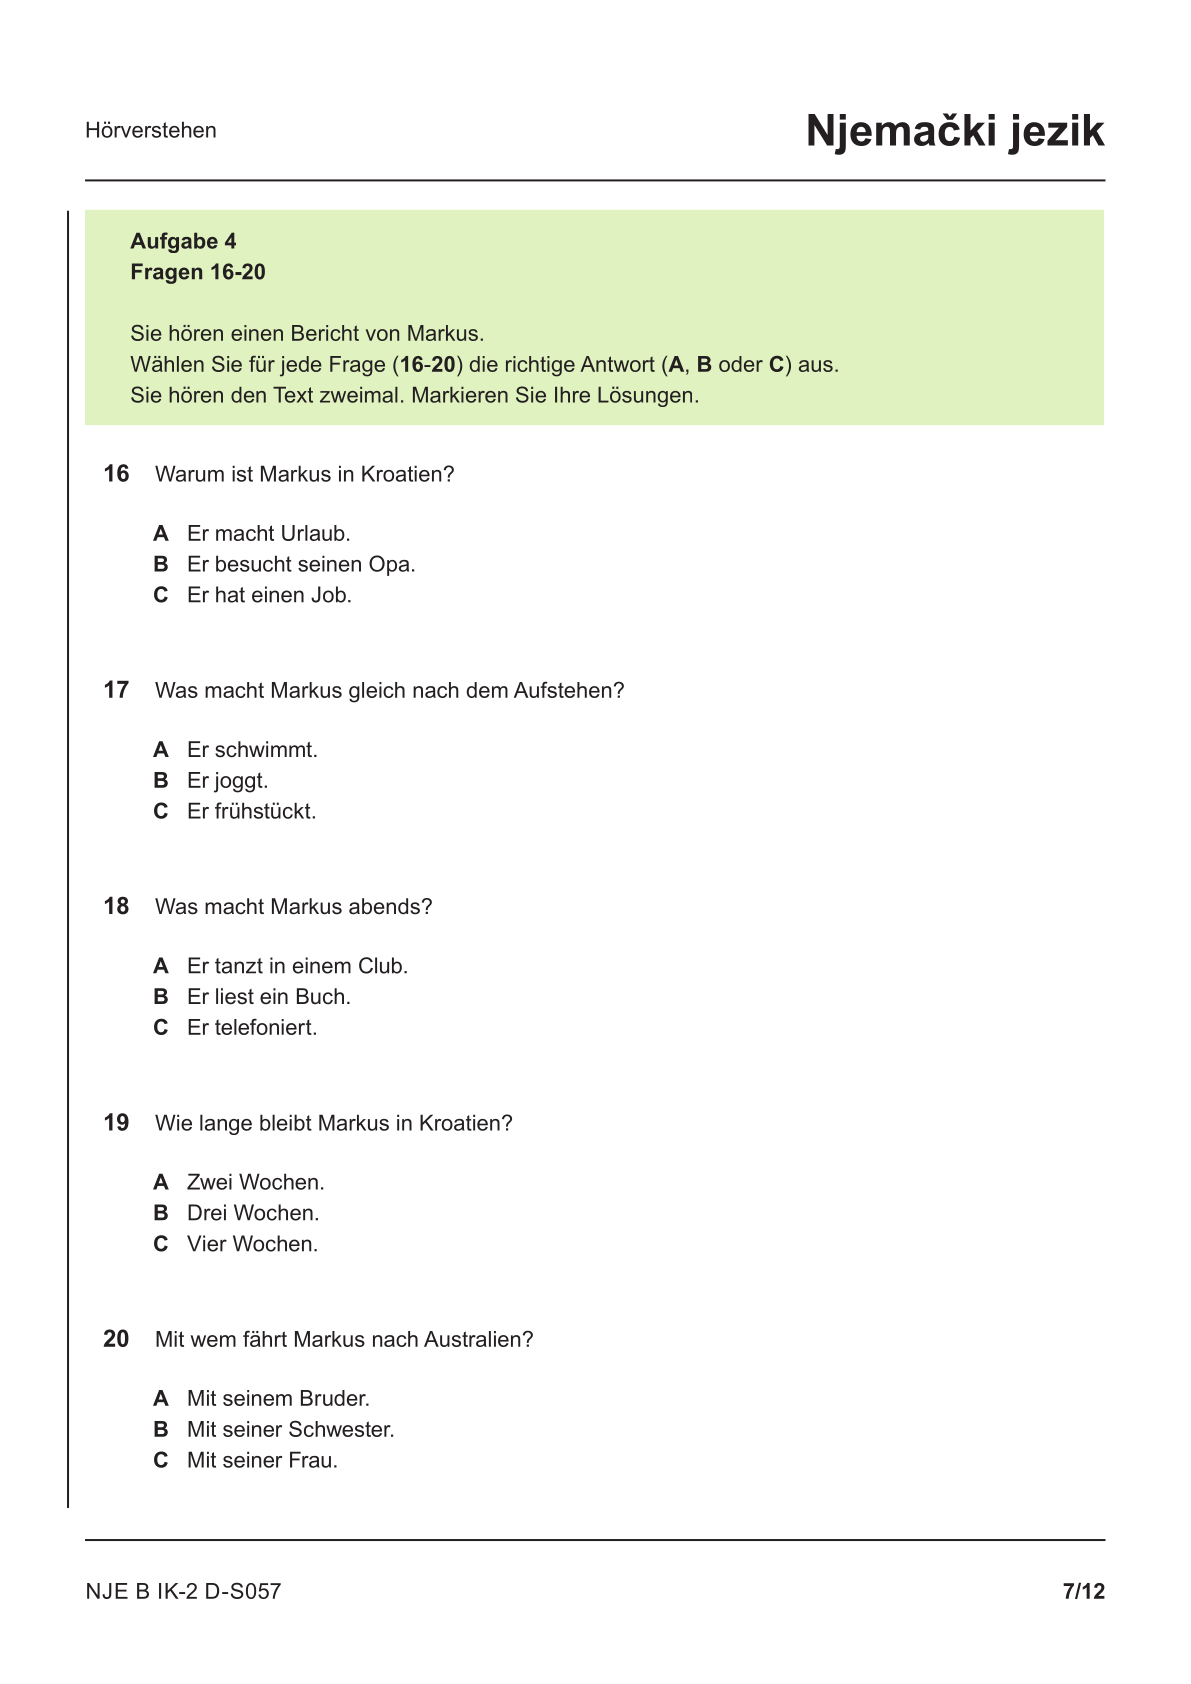 Hörverstehen
Njemački jezik
Aufgabe 4
Fragen 16-20
Sie hören einen Bericht von Markus.
Wählen Sie für jede Frage (16-20) die richtige Antwort (A, B oder C) aus.
Sie hören den Text zweimal. Markieren Sie Ihre Lösungen.
16 Warum ist Markus in Kroatien?
A Er macht Urlaub.
B Er besucht seinen Opa.
C Er hat einen Job.
17 Was macht Markus gleich nach dem Aufstehen?
A Er schwimmt.
B Er joggt.
C Er frühstückt.
18 Was macht Markus abends?
A Er tanzt in einem Club.
B Er liest ein Buch.
C Er telefoniert.
19 Wie lange bleibt Markus in Kroatien?
A Zwei Wochen.
B Drei Wochen.
C Vier Wochen.
20 Mit wem fährt Markus nach Australien?
A Mit seinem Bruder.
B Mit seiner Schwester.
C Mit seiner Frau.
NJE B IK-2 D-S057
7/12